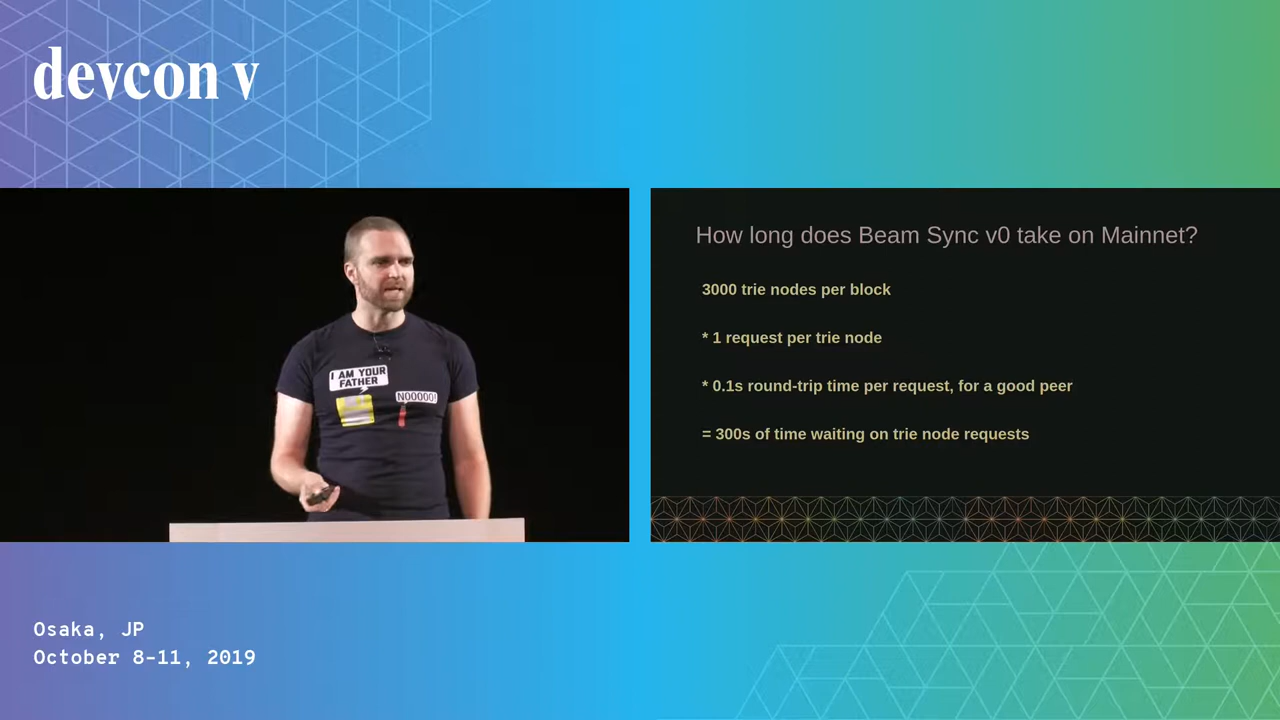 devcon v
I AM YOUR
FATHER
NOOOOO!
How long does Beam Sync v0 take on Mainnet?
3000 trie nodes per block
* 1 request per trie node
* 0.1s round-trip time per request, for a good peer
= 300s of time waiting on trie node requests
Osaka, JP
October 8-11, 2019